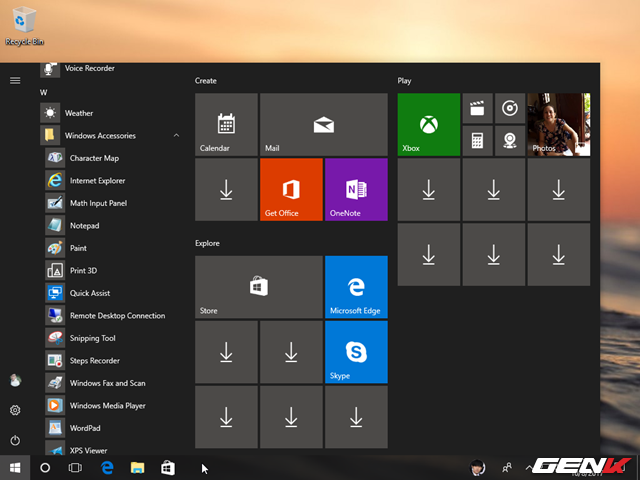 Recycle Bin
Voice Recorder
W
Weather
Windows Accessories
Character Map
Internet Explorer
Math Input Panel
Notepad
Paint
Print 3D
Quick Assist
Remote Desktop Connection
Snipping Tool
Steps Recorder
Windows Fax and Scan
Windows Media Player
WordPad
XPS Viewer
Create
Calendar
Mail
Get Office
OneNote
Explore
Store
Microsoft Edge
Skype
Play
Xbox
Photos
GENK